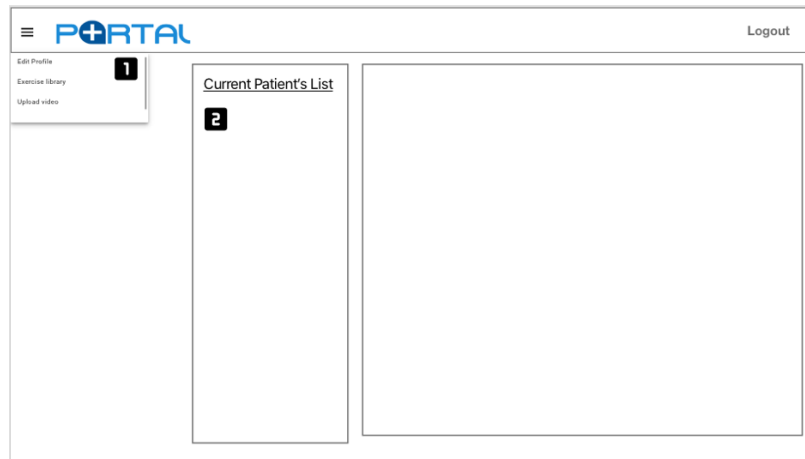 PORTAL
Logout
Edit Profile
1
Exercise library
Upload video
Current Patient's List
2